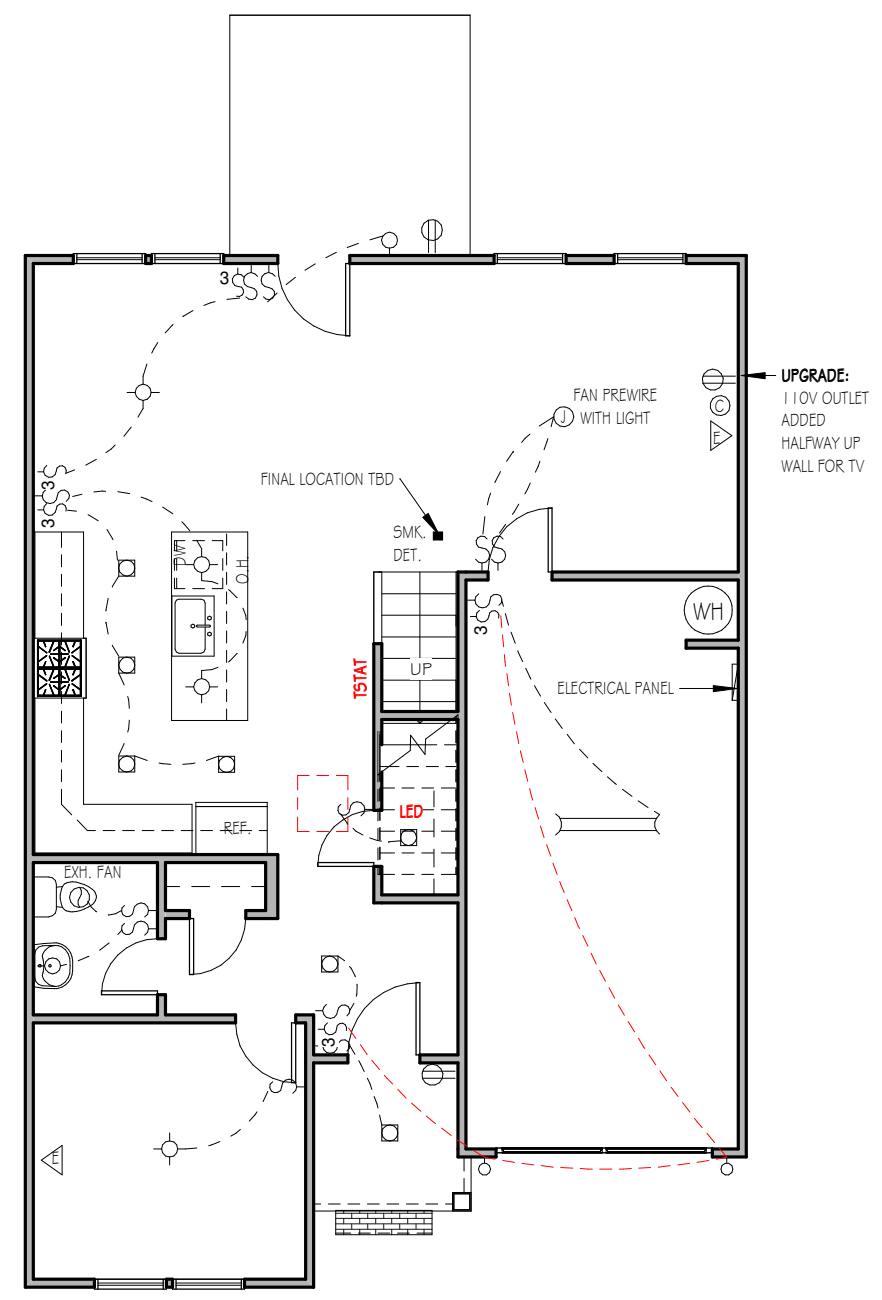 3
UPGRADE:
110V OUTLET
ADDED
HALFWAY UP
WALL FOR TV
C
E
FAN PREWIRE
WITH LIGHT
J
FINAL LOCATION TBD
3
3
SMK.
DET.
DW
O.H.
3
WH
UP
TSTAT
ELECTRICAL PANEL
LED
REF.
EXH. FAN
3
E